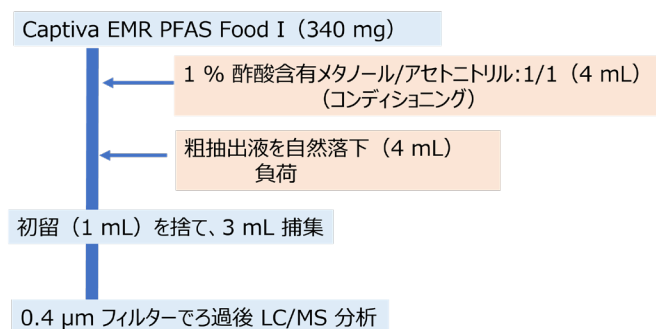 Captiva EMR PFAS Food I（340 mg）
1 % 酢酸含有メタノール/アセトニトリル:1/1（4 mL）
（コンディショニング）
粗抽出液を自然落下（4 mL）
負荷
初留（1 mL）を捨て、3 mL 捕集
0.4 µm フィルターでろ過後 LC/MS 分析